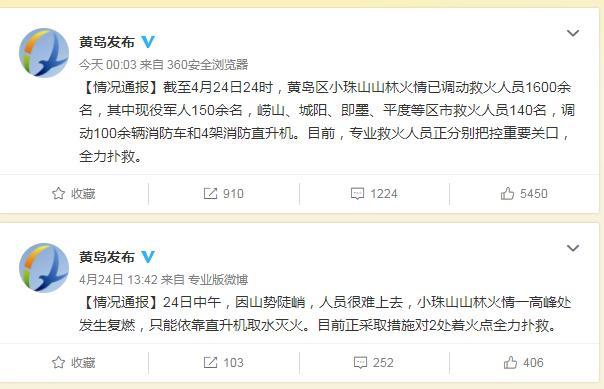 黄岛发布
今天 00:03 来自 360安全浏览器
【情况通报】截至4月24日24时，黄岛区小珠山山林火情已调动救火人员1600余
名，其中现役军人150余名，崂山、城阳、即墨、平度等区市救火人员140名，调
动100余辆消防车和4架消防直升机。目前，专业救火人员正分别把控重要关口，
全力扑救。
收藏 910 1224 5450
黄岛发布
4月24日 13:42 来自 专业版微博
【情况通报】24日中午，因山势陡峭，人员很难上去，小珠山山林火情一高峰处
发生复燃，只能依靠直升机取水灭火。目前正采取措施对2处着火点全力扑救。
收藏 103 252 406